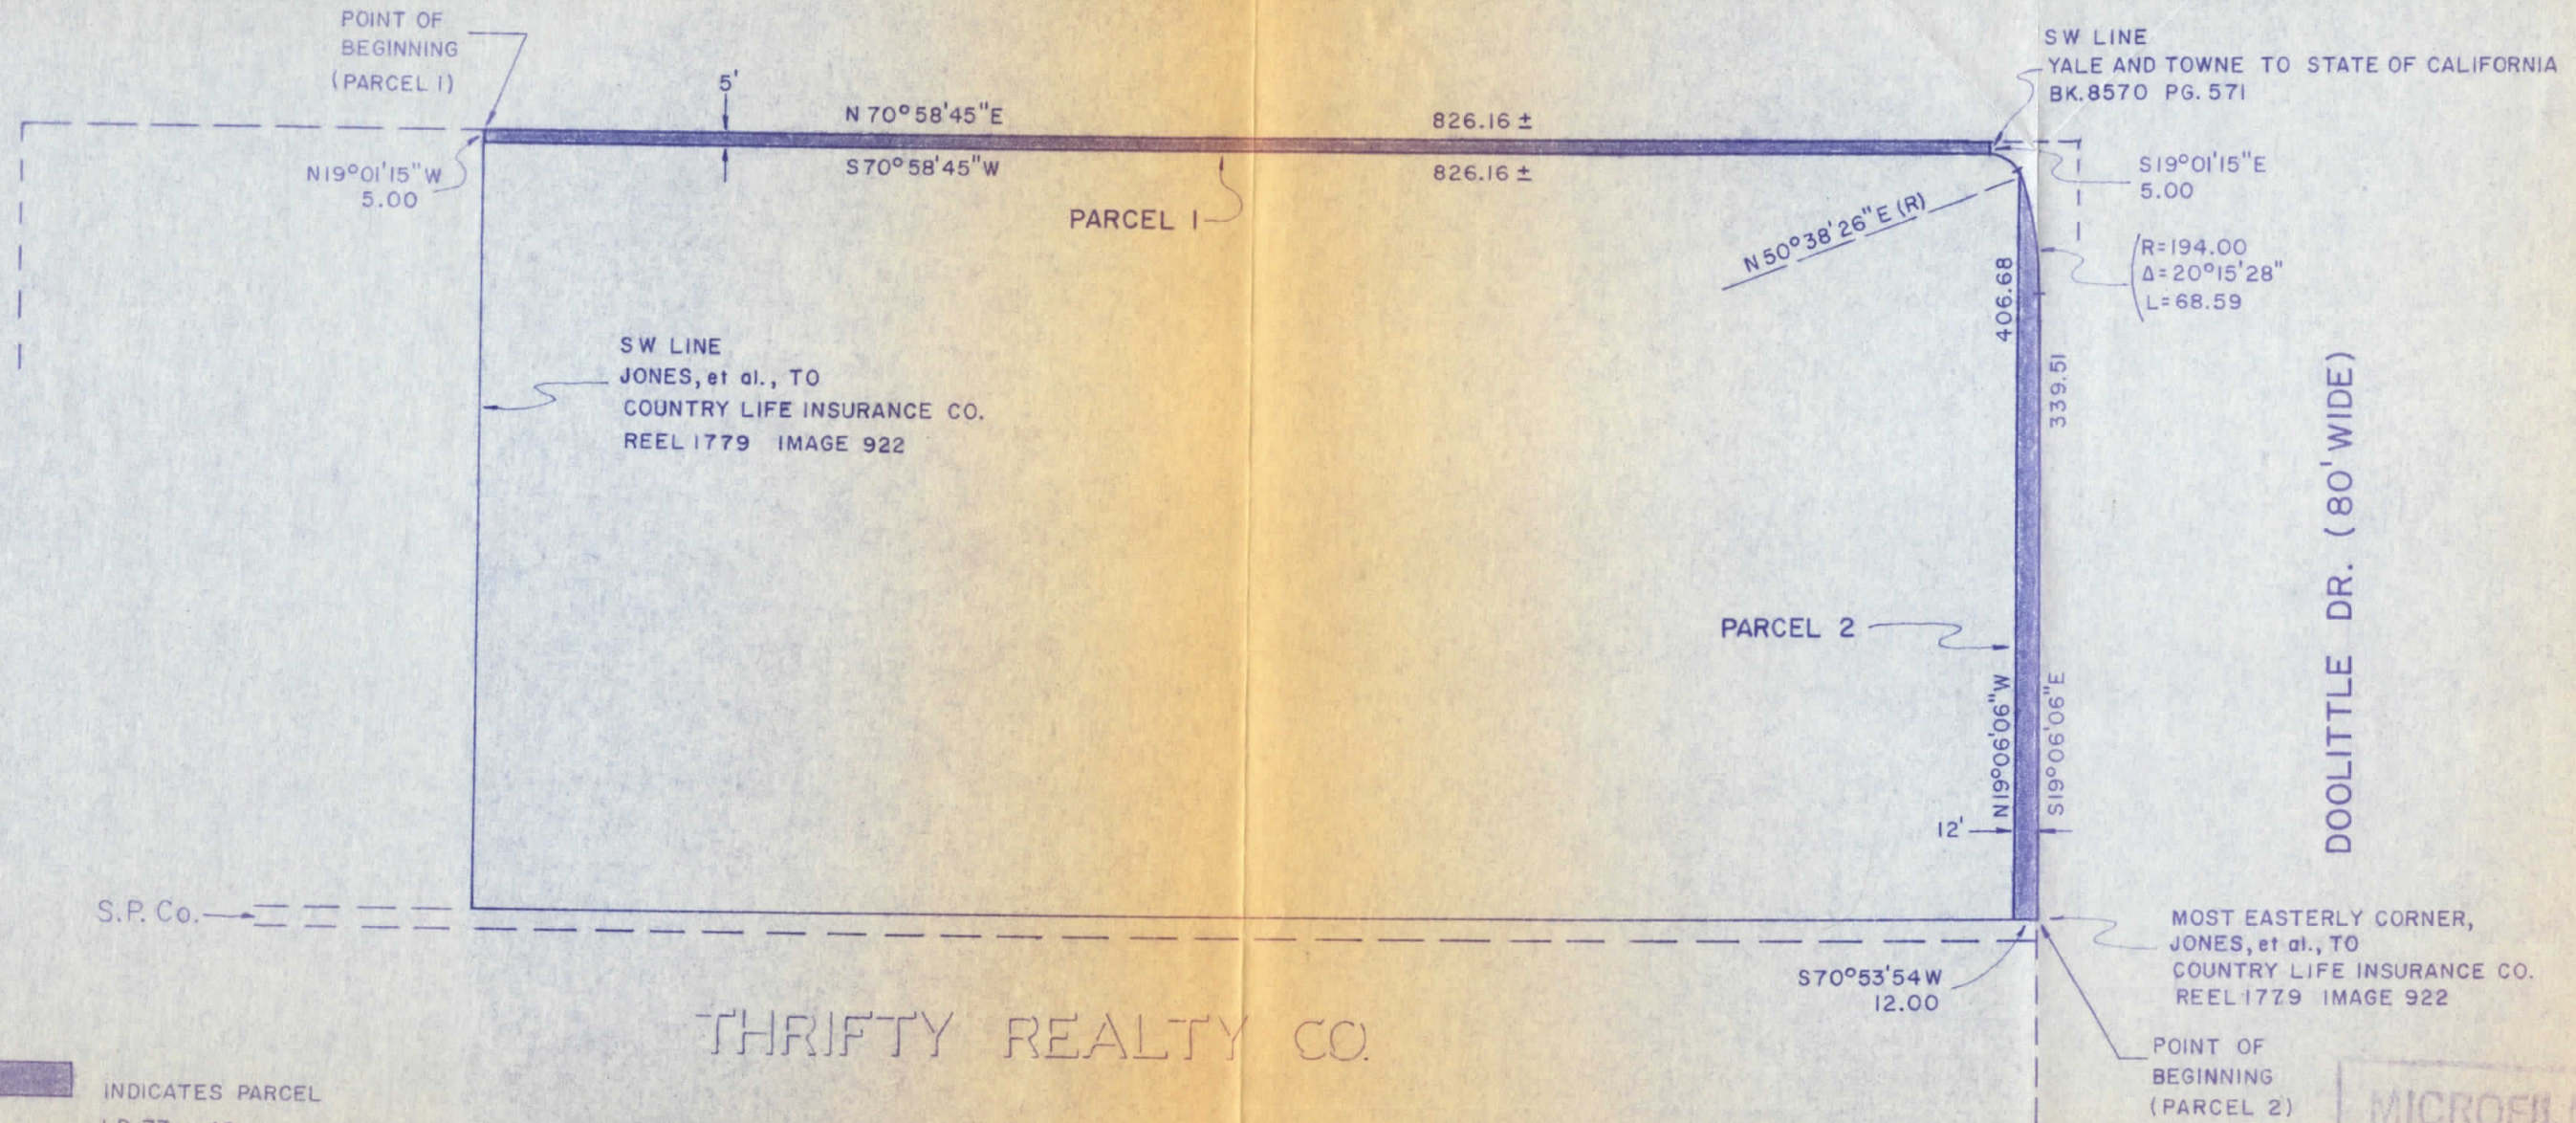 POINT OF
BEGINNING
(PARCEL 1)
5'
N 70°58'45"E
826.16 ±
SW LINE
YALE AND TOWNE TO STATE OF CALIFORNIA
BK.8570 PG. 571
N19°01'15"W
5.00
S70°58'45"W
826.16 ±
S19°01'15"E
5.00
PARCEL 1
N50°38'26"E (R)
R=194.00
Δ=20°15'28"
L=68.59
406.68
339.51
SW LINE
JONES, et al., TO
COUNTRY LIFE INSURANCE CO.
REEL 1779 IMAGE 922
DOOLITTLE DR. (80' WIDE)
PARCEL 2
N19°06'06"W
S19°06'06"E
12'
S.P. Co.
MOST EASTERLY CORNER,
JONES, et al., TO
COUNTRY LIFE INSURANCE CO.
REEL 1779 IMAGE 922
S70°53'54W
12.00
THRIFTY REALTY CO.
POINT OF
BEGINNING
(PARCEL 2)
INDICATES PARCEL